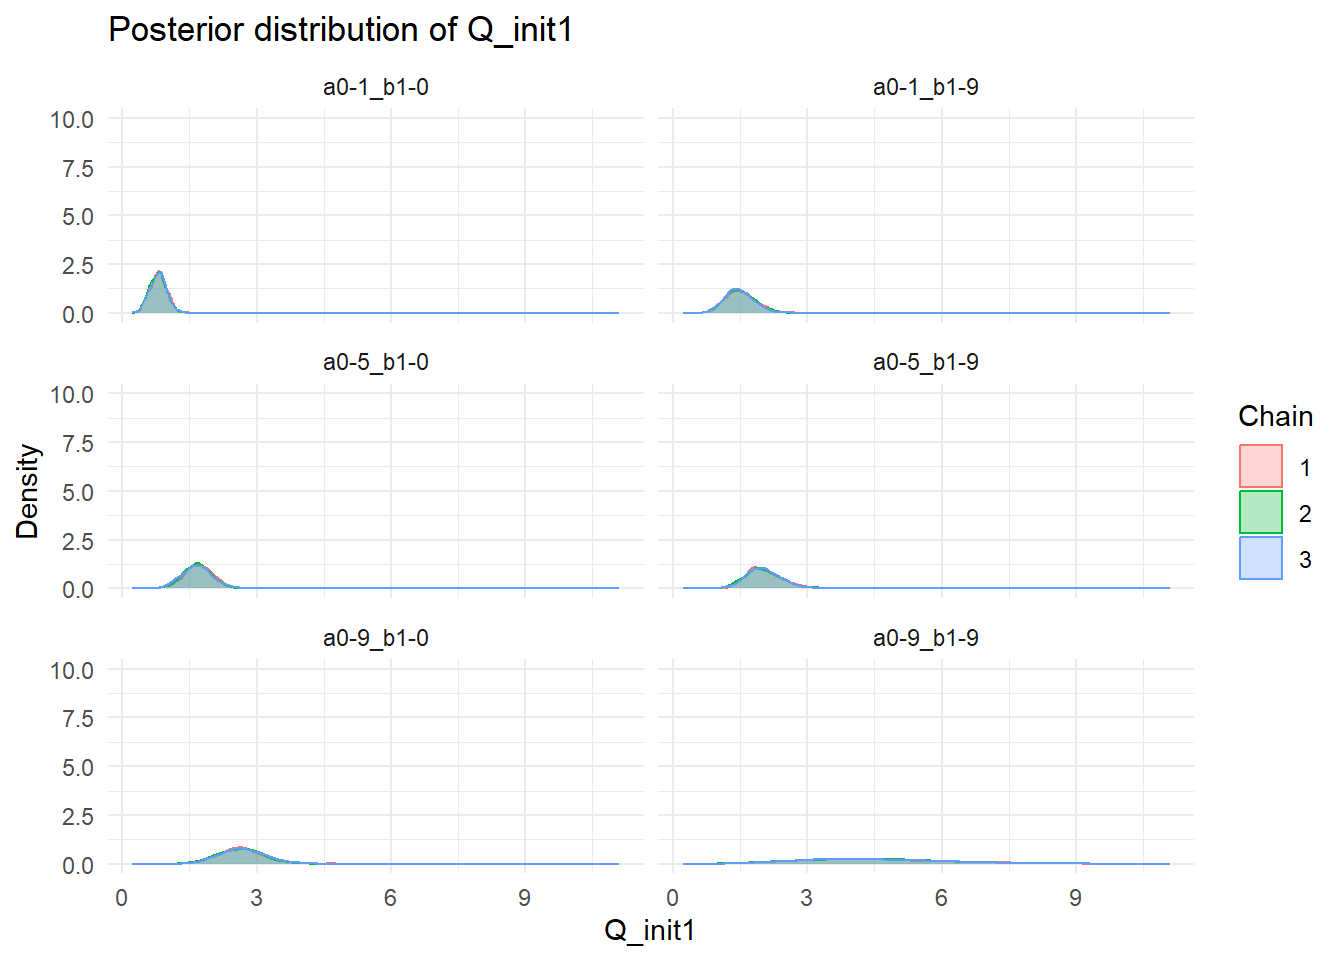 Posterior distribution of Q_init1
a0-1_b1-0
a0-1_b1-9
10.0
7.5
5.0
2.5
0.0
a0-5_b1-0
a0-5_b1-9
10.0
7.5
5.0
2.5
0.0
a0-9_b1-0
a0-9_b1-9
10.0
7.5
5.0
2.5
0.0
0 3 6 9
0 3 6 9
Q_init1
Density
Chain
1
2
3